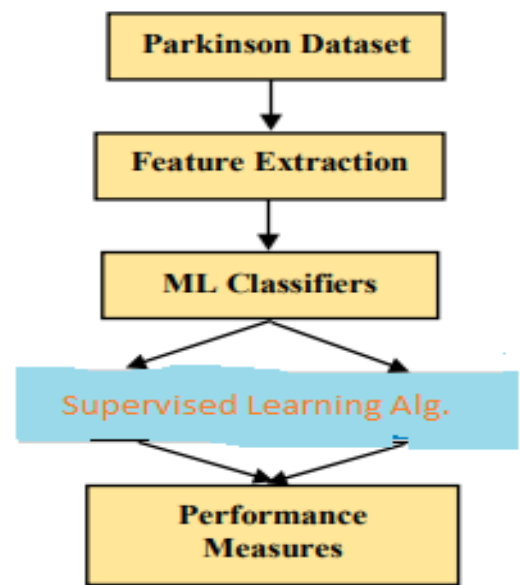 Parkinson Dataset
Feature Extraction
ML Classifiers
Supervised Learning Alg.
Performance
Measures